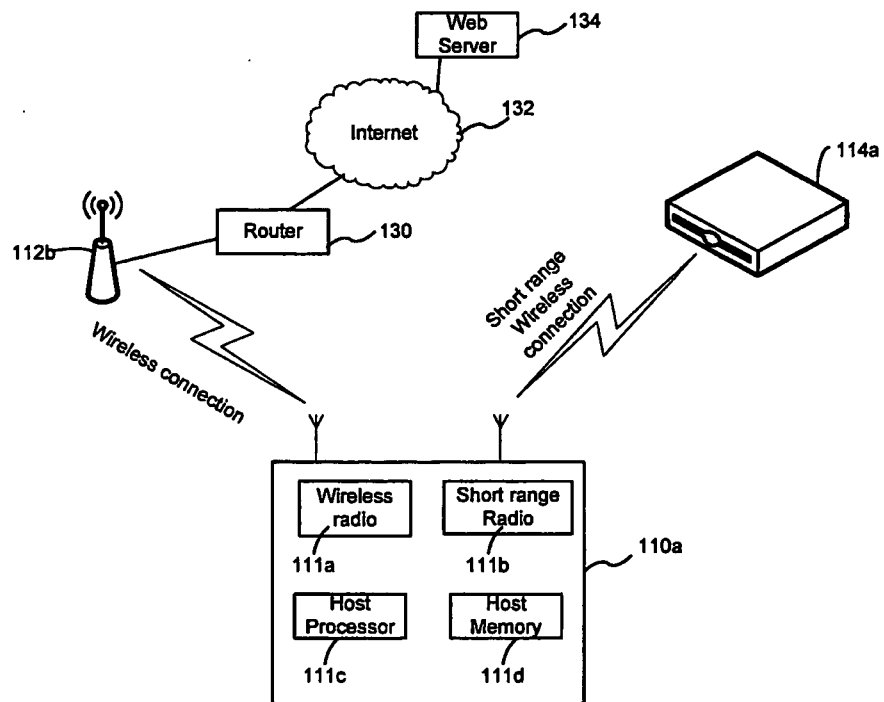 Web
Server
134
Internet
132
114a
112b
Router
130
Short range
Wireless
connection
Wireless connection
Wireless
radio
Short range
Radio
111a
111b
110a
Host
Processor
Host
Memory
111c
111d